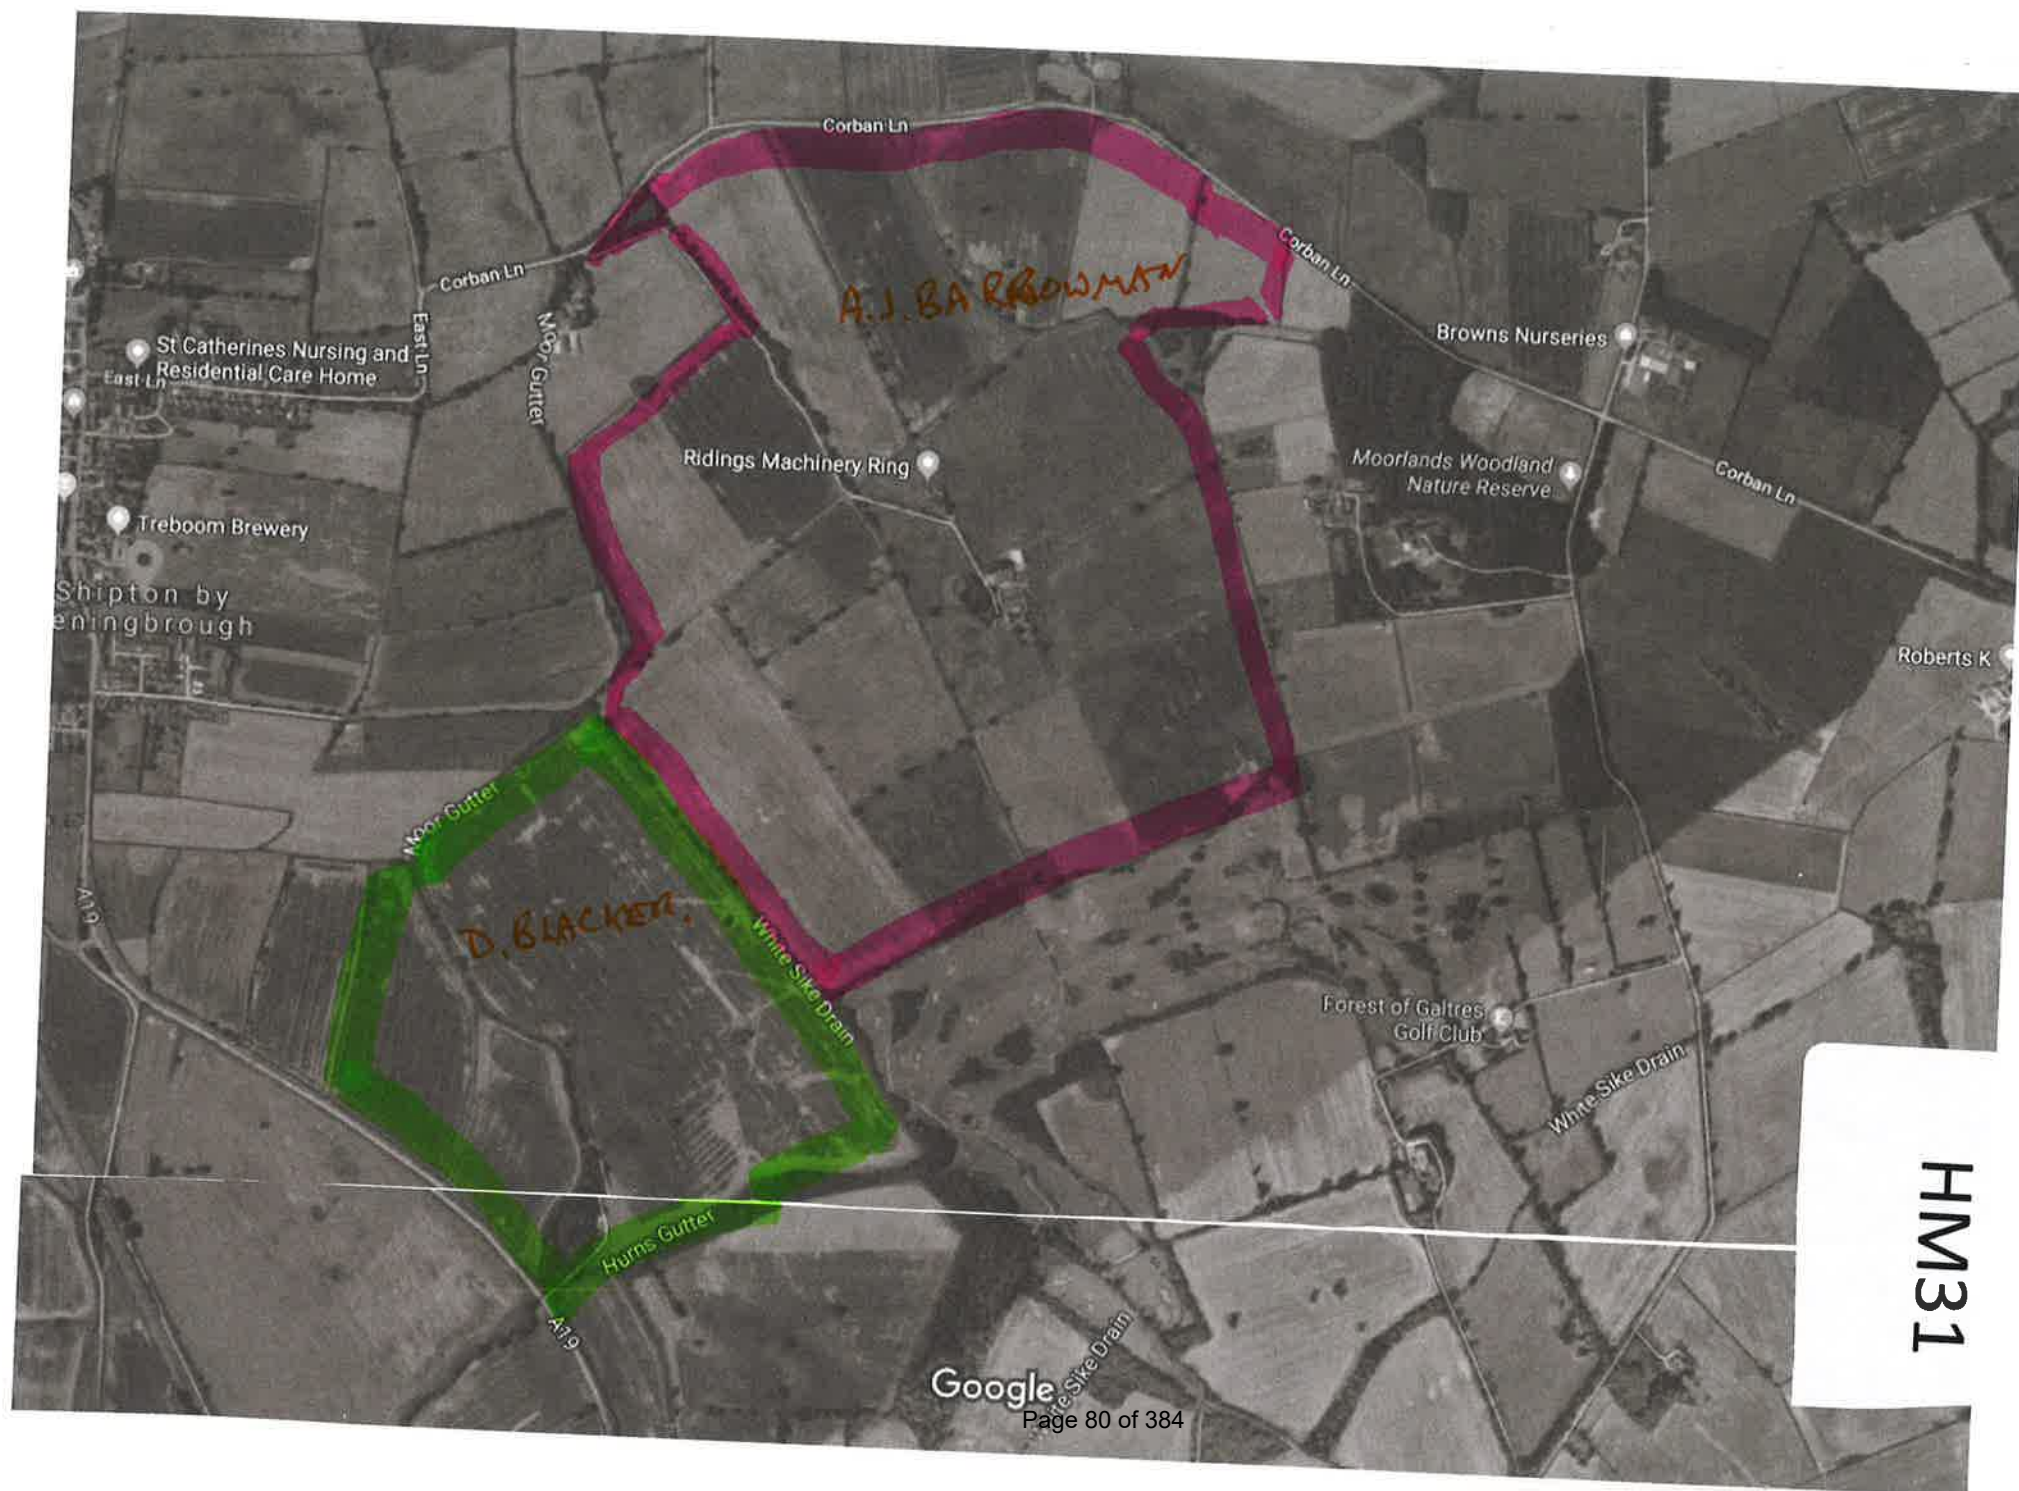 Corban Ln
Corban Ln
Corban Ln
A.J. BARROWMAN
Moor Gutter
East Ln
St Catherines Nursing and
Residential Care Home
East Ln
Browns Nurseries
Ridings Machinery Ring
Moorlands Woodland
Nature Reserve
Corban Ln
Treboom Brewery
Shipton by
eningbrough
Roberts K
Moor Gutter
A19
D. BLACKER.
White Sike Drain
Forest of Galtres
Golf Club
White Sike Drain
HM31
Hurns Gutter
A19
White Sike Drain
Google
Page 80 of 384